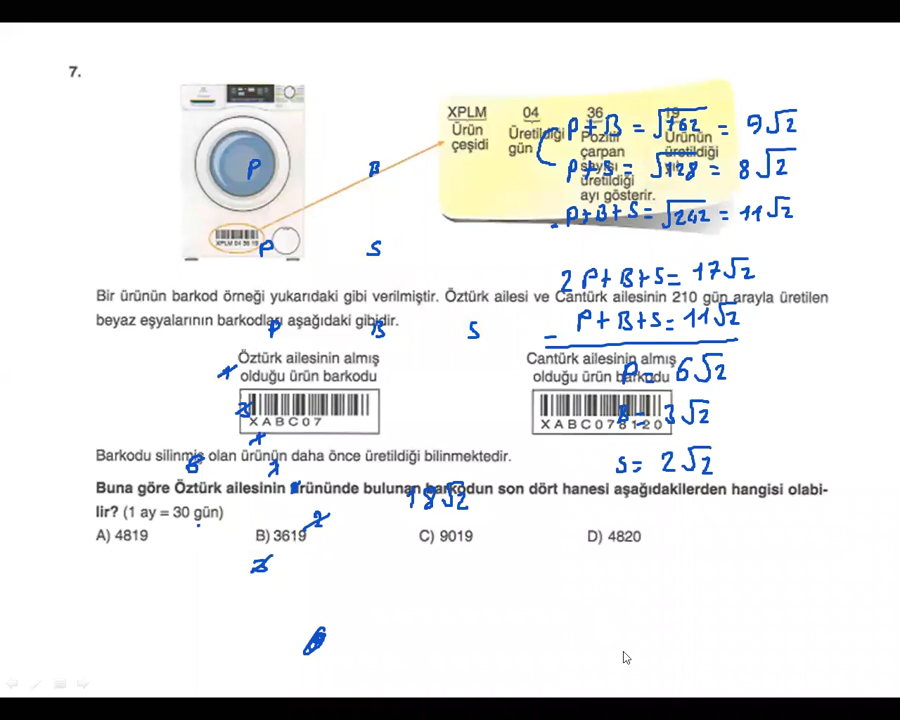 7.
XPLM 04 36 19
Ürün Üretildiği Pozitif Ürünün
çeşidi gün çarpan üretildiği
sayısı yıl
üretildiği
ayı gösterir.
XPLM 04 36 19
P B
P S
P B S
P+B = √162 = 9√2
P+S = √128 = 8√2
P+B+S = √242 = 11√2
2P+B+S = 17√2
- P+B+S = 11√2
P = 6√2
B = 3√2
S = 2√2
18√2
Bir ürünün barkod örneği yukarıdaki gibi verilmiştir. Öztürk ailesi ve Cantürk ailesinin 210 gün arayla üretilen
beyaz eşyalarının barkodları aşağıdaki gibidir.
Öztürk ailesinin almış
olduğu ürün barkodu
XABC07
Cantürk ailesinin almış
olduğu ürün barkodu
Barkodu silinmiş olan ürünün daha önce üretildiği bilinmektedir.
Buna göre Öztürk ailesinin ürününde bulunan barkodun son dört hanesi aşağıdakilerden hangisi olabi-
lir? (1 ay = 30 gün)
A) 4819 B) 3619 C) 9019 D) 4820